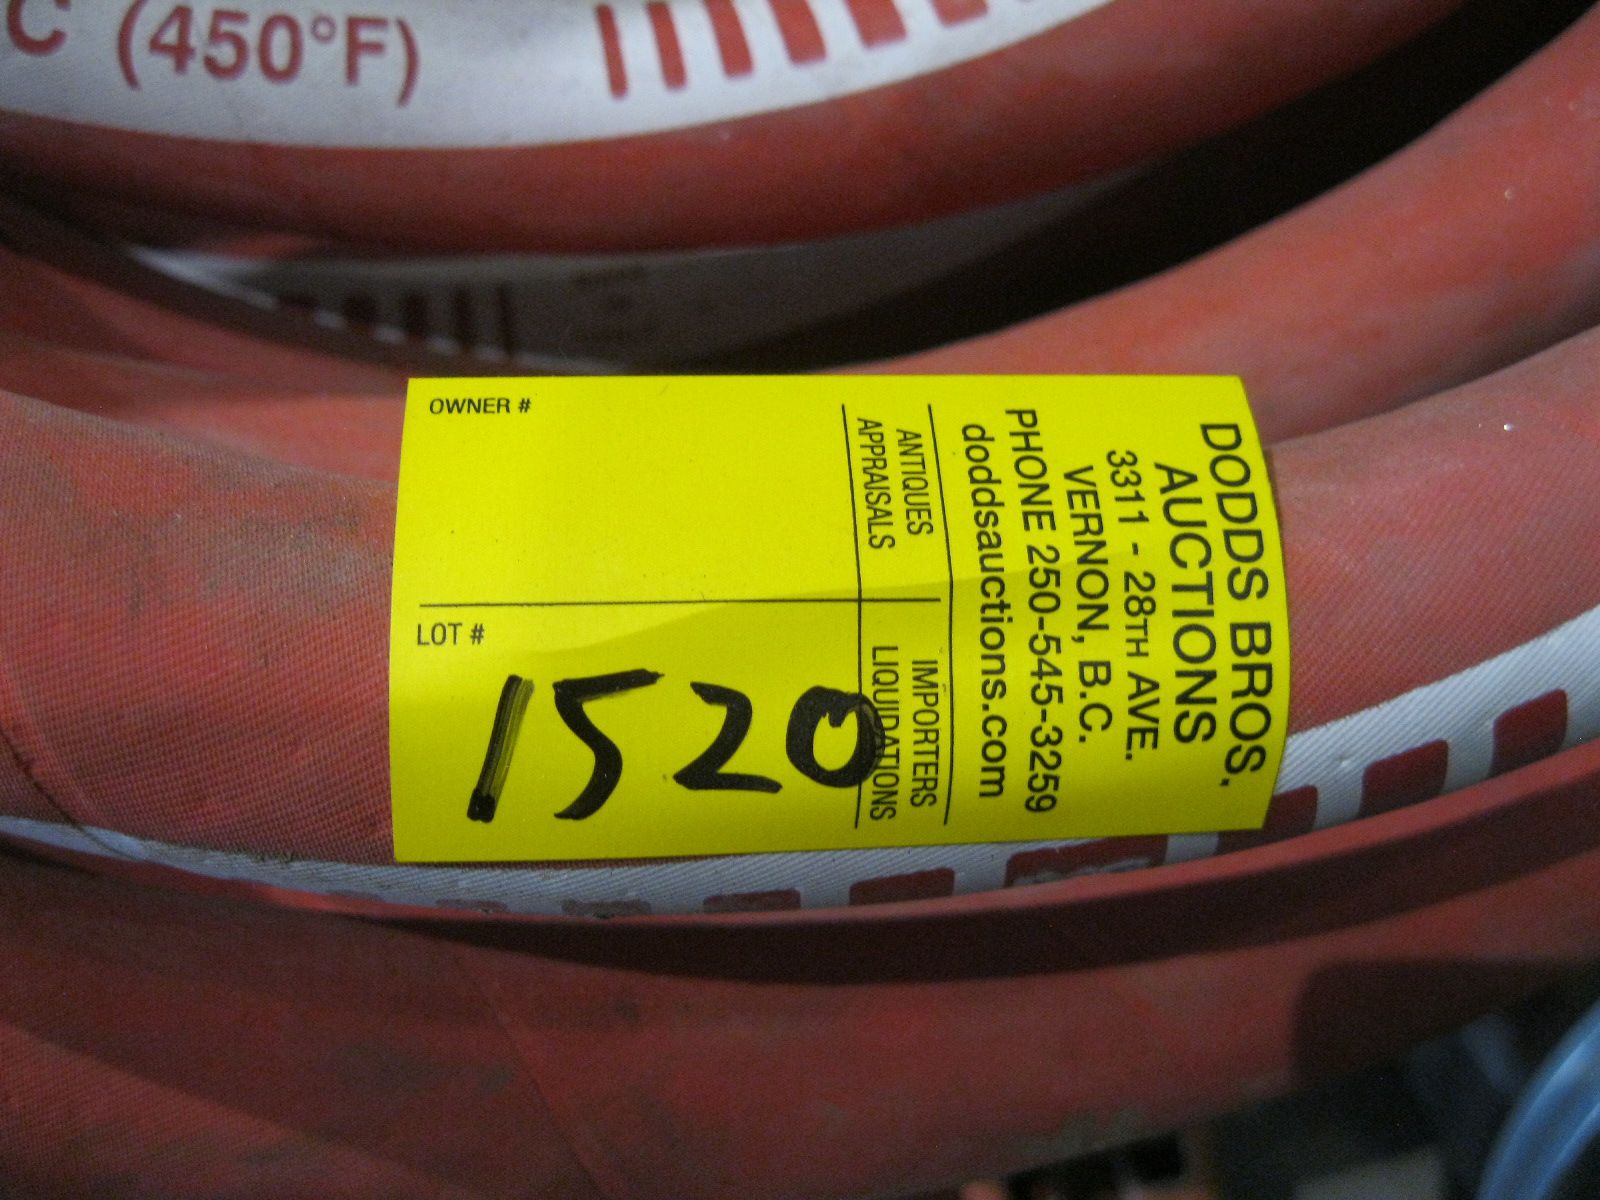 C (450°F)
DODDS BROS.
AUCTIONS
3311 - 28TH AVE.
VERNON, B.C.
PHONE 250-545-3259
doddsauctions.com
ANTIQUES IMPORTERS
APPRAISALS LIQUIDATIONS
OWNER #
LOT #
1520